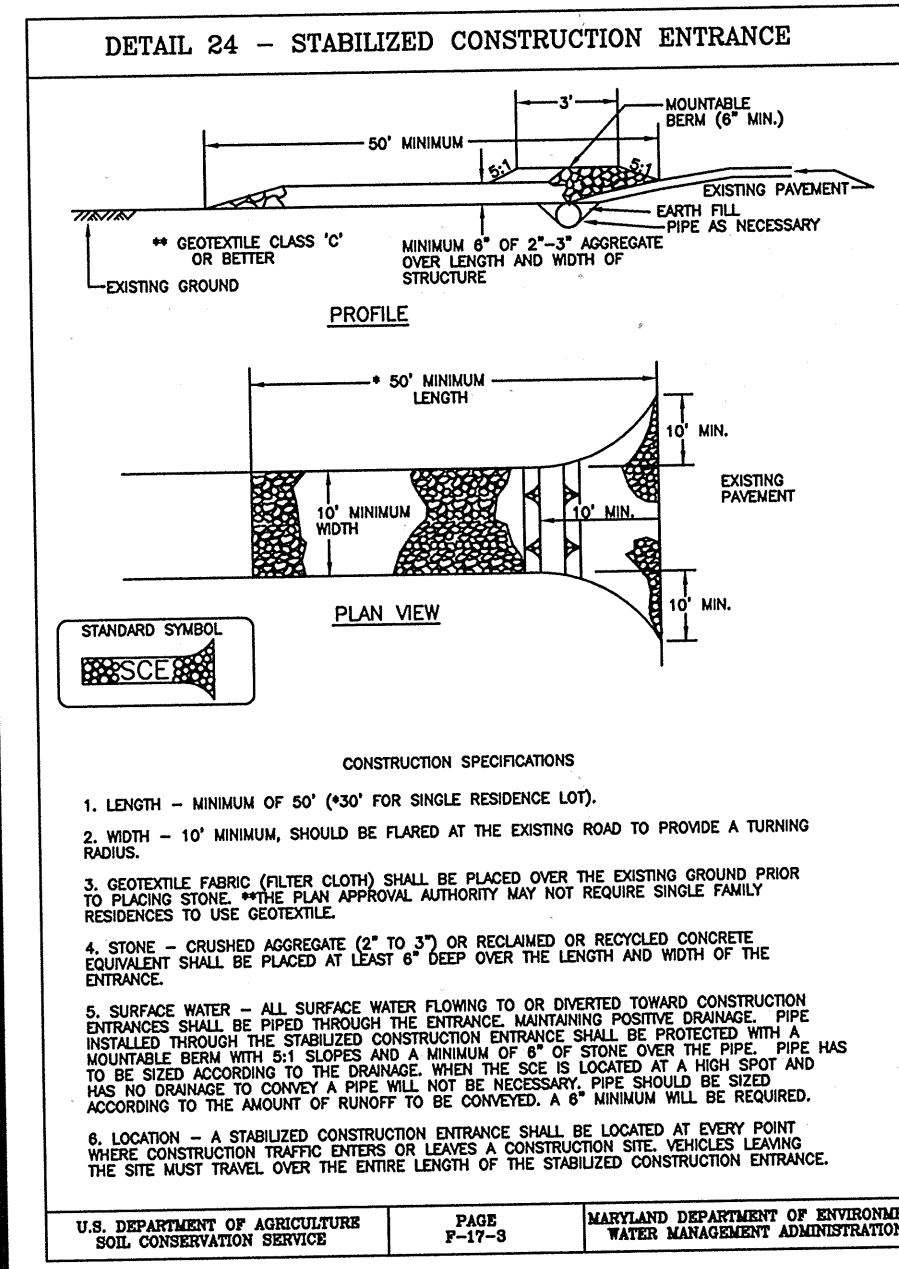 DETAIL 24 - STABILIZED CONSTRUCTION ENTRANCE
3'
MOUNTABLE
BERM (6" MIN.)
50' MINIMUM
5:1
5:1
EXISTING PAVEMENT
EARTH FILL
PIPE AS NECESSARY
** GEOTEXTILE CLASS 'C'
OR BETTER
MINIMUM 6" OF 2"-3" AGGREGATE
OVER LENGTH AND WIDTH OF
STRUCTURE
EXISTING GROUND
PROFILE
* 50' MINIMUM
LENGTH
10' MIN.
EXISTING
PAVEMENT
10' MINIMUM
WIDTH
10' MIN.
10' MIN.
PLAN VIEW
STANDARD SYMBOL
SCE
CONSTRUCTION SPECIFICATIONS
1. LENGTH - MINIMUM OF 50' (*30' FOR SINGLE RESIDENCE LOT).
2. WIDTH - 10' MINIMUM, SHOULD BE FLARED AT THE EXISTING ROAD TO PROVIDE A TURNING
RADIUS.
3. GEOTEXTILE FABRIC (FILTER CLOTH) SHALL BE PLACED OVER THE EXISTING GROUND PRIOR
TO PLACING STONE. **THE PLAN APPROVAL AUTHORITY MAY NOT REQUIRE SINGLE FAMILY
RESIDENCES TO USE GEOTEXTILE.
4. STONE - CRUSHED AGGREGATE (2" TO 3") OR RECLAIMED OR RECYCLED CONCRETE
EQUIVALENT SHALL BE PLACED AT LEAST 6" DEEP OVER THE LENGTH AND WIDTH OF THE
ENTRANCE.
5. SURFACE WATER - ALL SURFACE WATER FLOWING TO OR DIVERTED TOWARD CONSTRUCTION
ENTRANCES SHALL BE PIPED THROUGH THE ENTRANCE. MAINTAINING POSITIVE DRAINAGE. PIPE
INSTALLED THROUGH THE STABILIZED CONSTRUCTION ENTRANCE SHALL BE PROTECTED WITH A
MOUNTABLE BERM WITH 5:1 SLOPES AND A MINIMUM OF 6" OF STONE OVER THE PIPE. PIPE HAS
TO BE SIZED ACCORDING TO THE DRAINAGE. WHEN THE SCE IS LOCATED AT A HIGH SPOT AND
HAS NO DRAINAGE TO CONVEY A PIPE WILL NOT BE NECESSARY. PIPE SHOULD BE SIZED
ACCORDING TO THE AMOUNT OF RUNOFF TO BE CONVEYED. A 6" MINIMUM WILL BE REQUIRED.
6. LOCATION - A STABILIZED CONSTRUCTION ENTRANCE SHALL BE LOCATED AT EVERY POINT
WHERE CONSTRUCTION TRAFFIC ENTERS OR LEAVES A CONSTRUCTION SITE. VEHICLES LEAVING
THE SITE MUST TRAVEL OVER THE ENTIRE LENGTH OF THE STABILIZED CONSTRUCTION ENTRANCE.
U.S. DEPARTMENT OF AGRICULTURE
SOIL CONSERVATION SERVICE
PAGE
F-17-3
MARYLAND DEPARTMENT OF ENVIRONME
WATER MANAGEMENT ADMINISTRATION